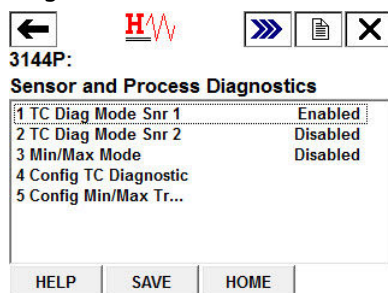 H
3144P:
Sensor and Process Diagnostics
1 TC Diag Mode Snr 1 Enabled
2 TC Diag Mode Snr 2 Disabled
3 Min/Max Mode Disabled
4 Config TC Diagnostic
5 Config Min/Max Tr...
HELP SAVE HOME